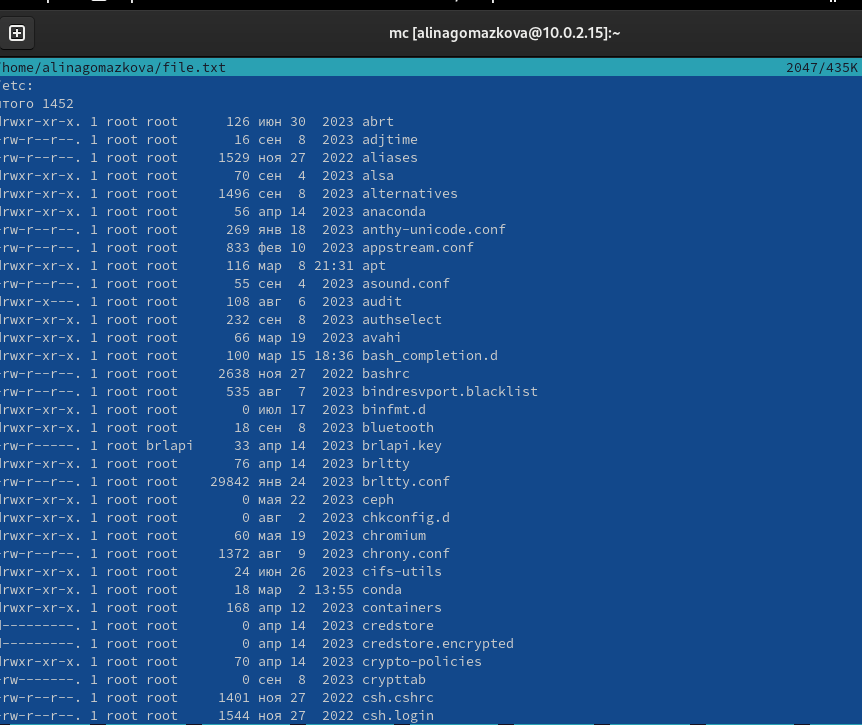 mc [alinagomazkova@10.0.2.15]:~
/home/alinagomazkova/file.txt 2047/435K
/etc:
итого 1452
drwxr-xr-x. 1 root root 126 июн 30 2023 abrt
-rw-r--r--. 1 root root 16 сен 8 2023 adjtime
-rw-r--r--. 1 root root 1529 ноя 27 2022 aliases
drwxr-xr-x. 1 root root 70 сен 4 2023 alsa
drwxr-xr-x. 1 root root 1496 сен 8 2023 alternatives
drwxr-xr-x. 1 root root 56 апр 14 2023 anaconda
-rw-r--r--. 1 root root 269 янв 18 2023 anthy-unicode.conf
-rw-r--r--. 1 root root 833 фев 10 2023 appstream.conf
drwxr-xr-x. 1 root root 116 мар 8 21:31 apt
-rw-r--r--. 1 root root 55 сен 4 2023 asound.conf
drwxr-x---. 1 root root 108 авг 6 2023 audit
drwxr-xr-x. 1 root root 232 сен 8 2023 authselect
drwxr-xr-x. 1 root root 66 мар 19 2023 avahi
drwxr-xr-x. 1 root root 100 мар 15 18:36 bash_completion.d
-rw-r--r--. 1 root root 2638 ноя 27 2022 bashrc
-rw-r--r--. 1 root root 535 авг 7 2023 bindresvport.blacklist
drwxr-xr-x. 1 root root 0 июл 17 2023 binfmt.d
drwxr-xr-x. 1 root root 18 сен 8 2023 bluetooth
-rw-r-----. 1 root brlapi 33 апр 14 2023 brlapi.key
drwxr-xr-x. 1 root root 76 апр 14 2023 brltty
-rw-r--r--. 1 root root 29842 янв 24 2023 brltty.conf
drwxr-xr-x. 1 root root 0 мая 22 2023 ceph
drwxr-xr-x. 1 root root 0 авг 2 2023 chkconfig.d
drwxr-xr-x. 1 root root 60 мая 19 2023 chromium
-rw-r--r--. 1 root root 1372 авг 9 2023 chrony.conf
drwxr-xr-x. 1 root root 24 июн 26 2023 cifs-utils
drwxr-xr-x. 1 root root 18 мар 2 13:55 conda
drwxr-xr-x. 1 root root 168 апр 12 2023 containers
d---------. 1 root root 0 апр 14 2023 credstore
d---------. 1 root root 0 апр 14 2023 credstore.encrypted
drwxr-xr-x. 1 root root 70 апр 14 2023 crypto-policies
-rw-------. 1 root root 0 сен 8 2023 crypttab
-rw-r--r--. 1 root root 1401 ноя 27 2022 csh.cshrc
-rw-r--r--. 1 root root 1544 ноя 27 2022 csh.login